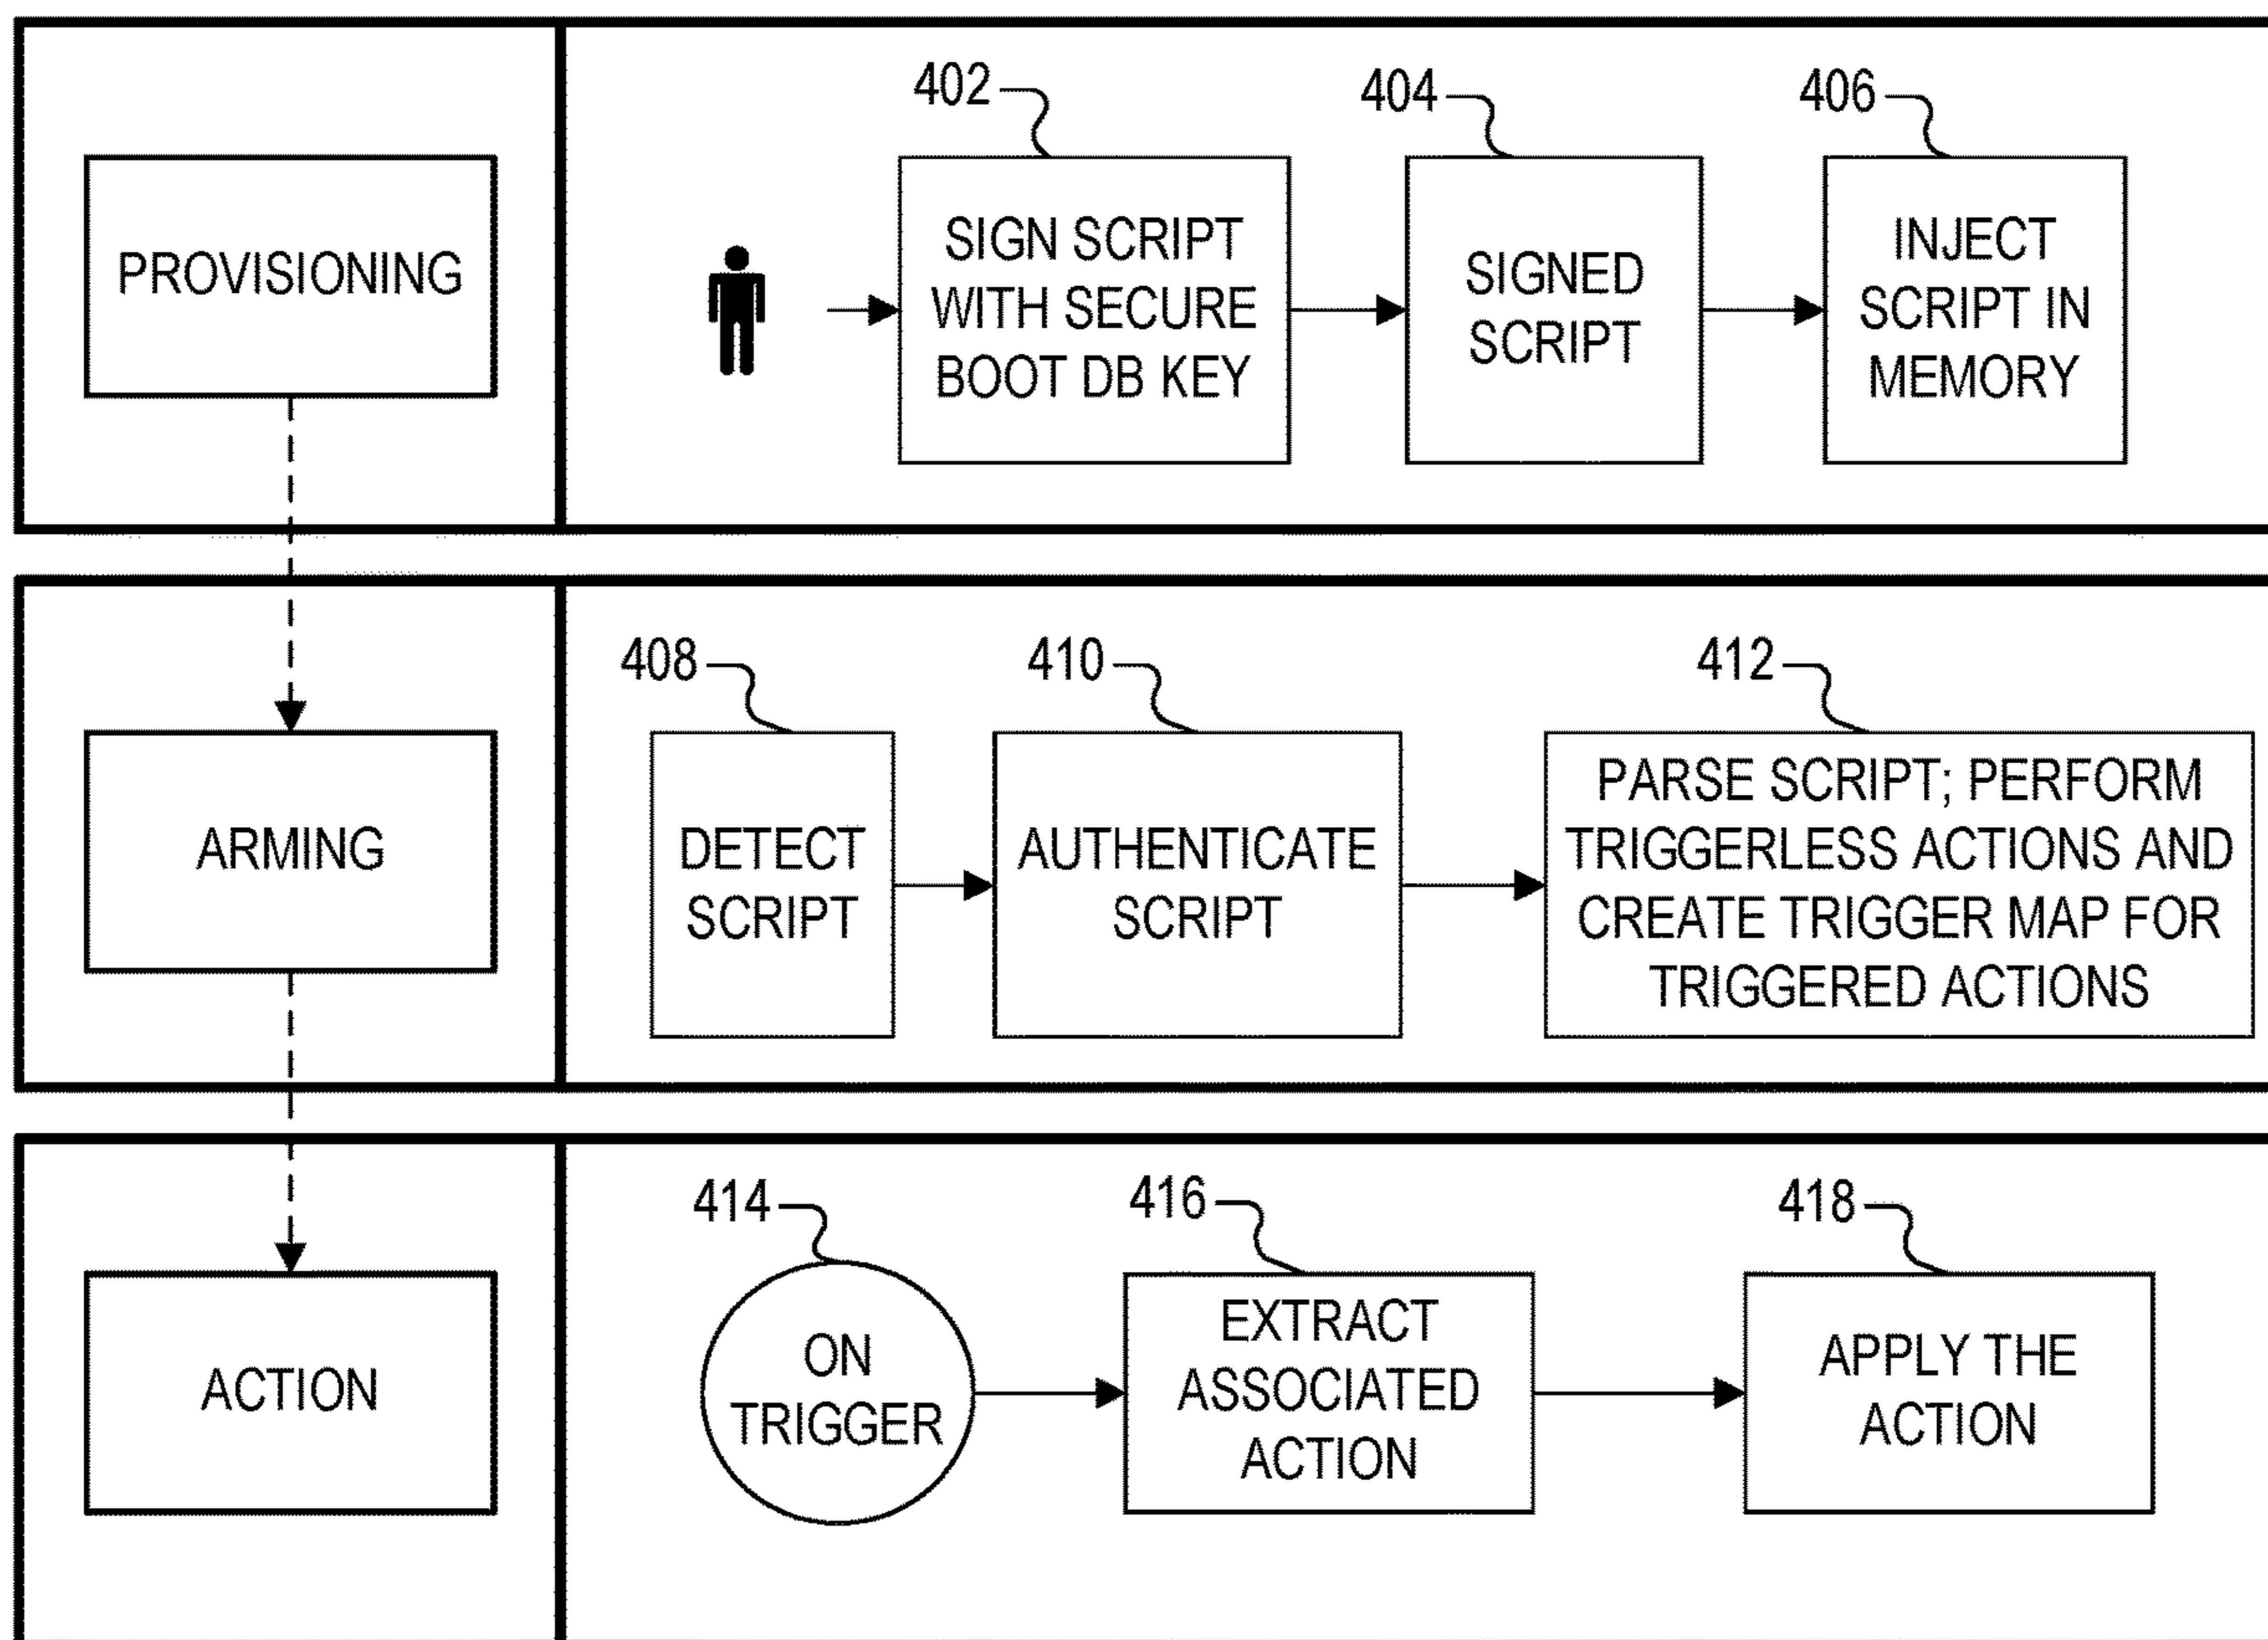 402
404
406
PROVISIONING
SIGN SCRIPT
WITH SECURE
BOOT DB KEY
SIGNED
SCRIPT
INJECT
SCRIPT IN
MEMORY
408
410
412
ARMING
DETECT
SCRIPT
AUTHENTICATE
SCRIPT
PARSE SCRIPT; PERFORM
TRIGGERLESS ACTIONS AND
CREATE TRIGGER MAP FOR
TRIGGERED ACTIONS
414
416
418
ACTION
ON
TRIGGER
EXTRACT
ASSOCIATED
ACTION
APPLY THE
ACTION